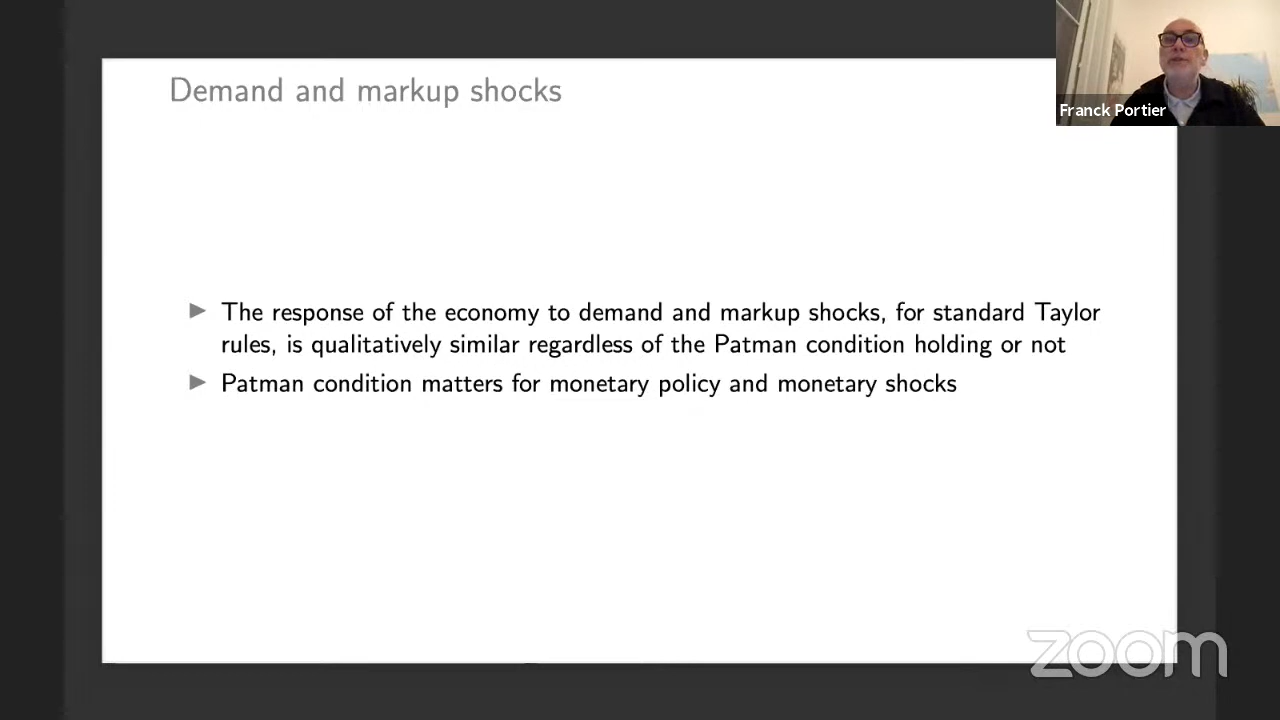 Demand and markup shocks
Franck Portier
▶ The response of the economy to demand and markup shocks, for standard Taylor
rules, is qualitatively similar regardless of the Patman condition holding or not
▶ Patman condition matters for monetary policy and monetary shocks
zoom